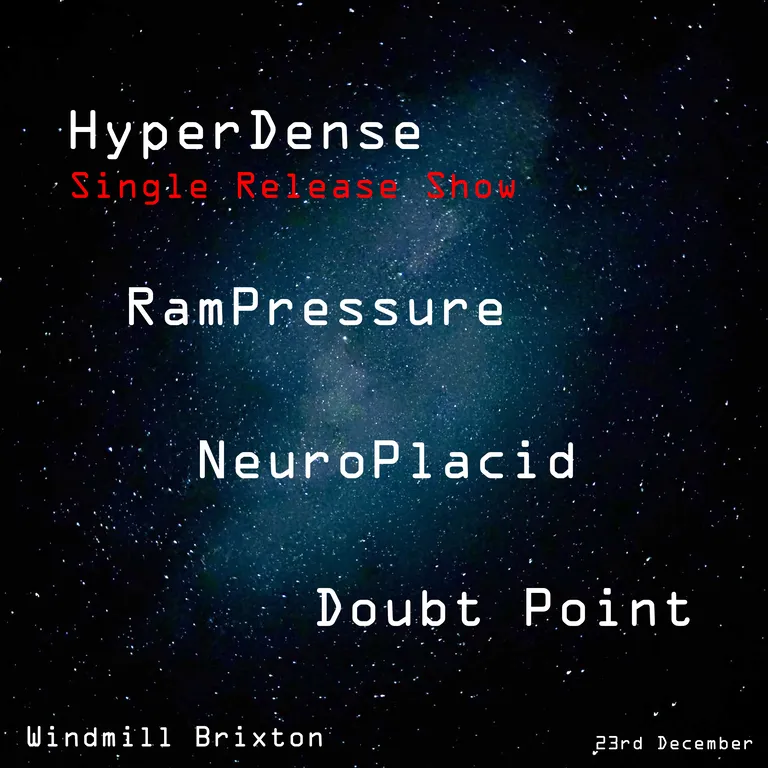 HyperDense
Single Release Show
RamPressure
NeuroPlacid
Doubt Point
Windmill Brixton
23rd December